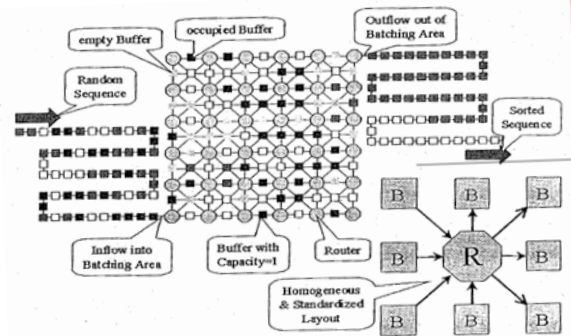 empty Buffer
occupied Buffer
Outflow out of
Batching Area
Random
Sequence
Sorted
Sequence
Inflow into
Batching Area
Buffer with
Capacity=1
Router
Homogeneous
& Standardized
Layout
B B B
B R B
B B B